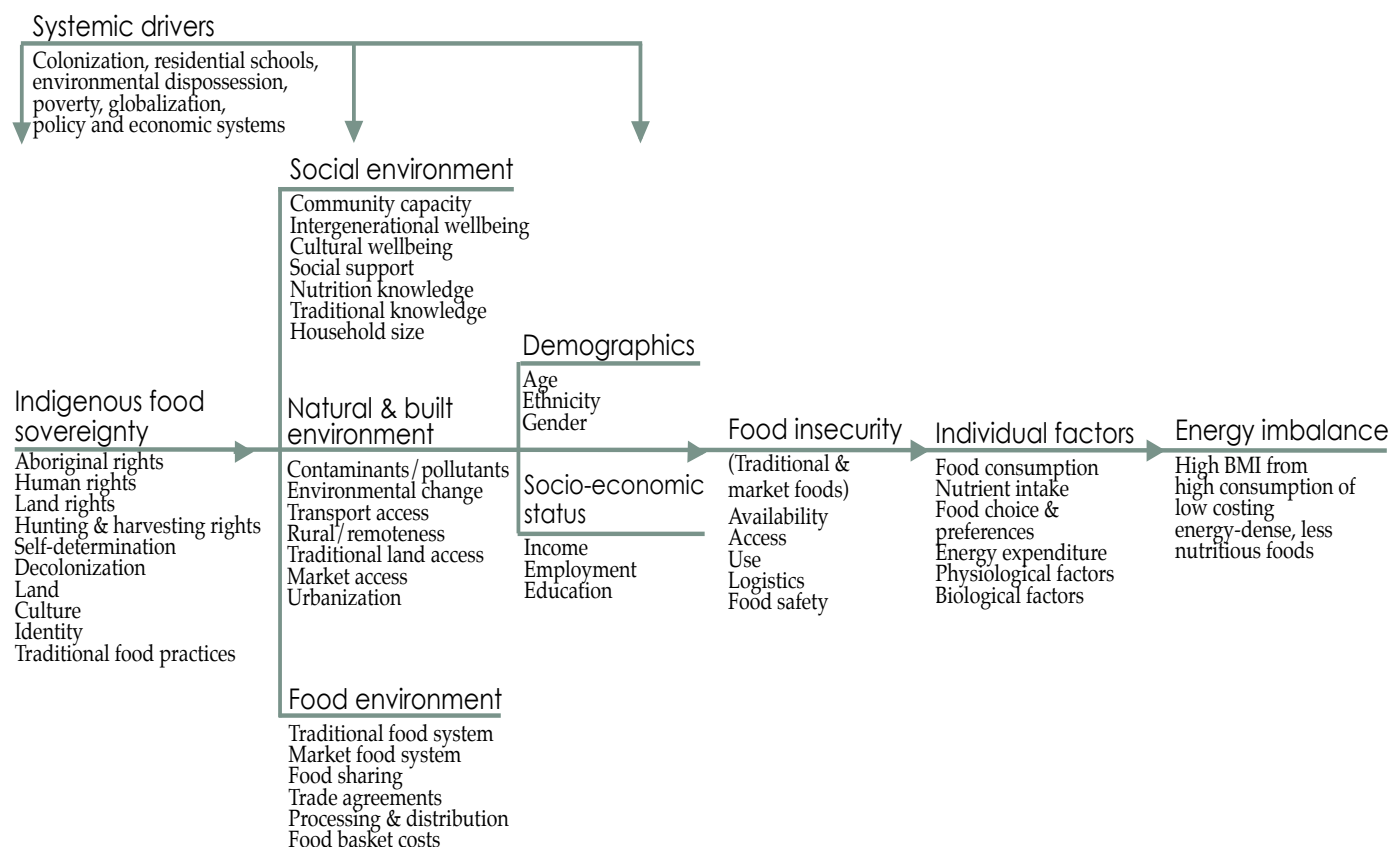 Systemic drivers
Colonization, residential schools,
environmental dispossession,
poverty, globalization,
policy and economic systems
Social environment
Community capacity
Intergenerational wellbeing
Cultural wellbeing
Social support
Nutrition knowledge
Traditional knowledge
Household size
Indigenous food
sovereignty
Aboriginal rights
Human rights
Land rights
Hunting & harvesting rights
Self-determination
Decolonization
Land
Culture
Identity
Traditional food practices
Natural & built
environment
Contaminants/pollutants
Environmental change
Transport access
Rural/remoteness
Traditional land access
Market access
Urbanization
Food environment
Traditional food system
Market food system
Food sharing
Trade agreements
Processing & distribution
Food basket costs
Demographics
Age
Ethnicity
Gender
Socio-economic
status
Income
Employment
Education
Food insecurity
(Traditional &
market foods)
Availability
Access
Use
Logistics
Food safety
Individual factors
Food consumption
Nutrient intake
Food choice &
preferences
Energy expenditure
Physiological factors
Biological factors
Energy imbalance
High BMI from
high consumption of
low costing
energy-dense, less
nutritious foods